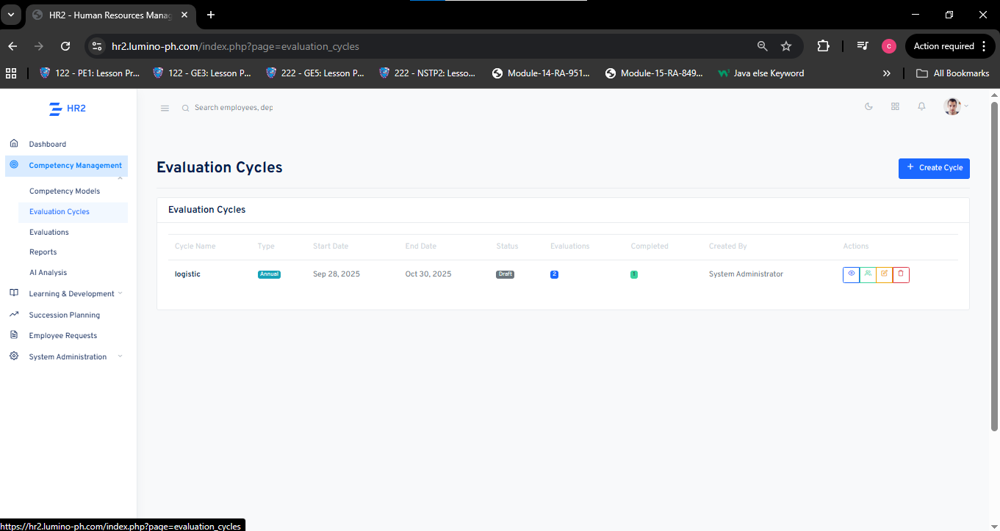 HR2 - Human Resources Mana
hr2.lumino-ph.com/index.php?page=evaluation_cycles
c
Action required
122 - PE1: Lesson Pr...
122 - GE3: Lesson P...
222 - GE5: Lesson P...
222 - NSTP2: Lesso...
Module-14-RA-951...
Module-15-RA-849...
Java else Keyword
All Bookmarks
HR2
Search employees, dep
Dashboard
Competency Management
Competency Models
Evaluation Cycles
Evaluations
Reports
AI Analysis
Learning & Development
Succession Planning
Employee Requests
System Administration
Evaluation Cycles
+ Create Cycle
Evaluation Cycles
Cycle Name Type Start Date End Date Status Evaluations Completed Created By Actions
logistic Annual Sep 28, 2025 Oct 30, 2025 Draft 2 1 System Administrator
https://hr2.lumino-ph.com/index.php?page=evaluation_cycles